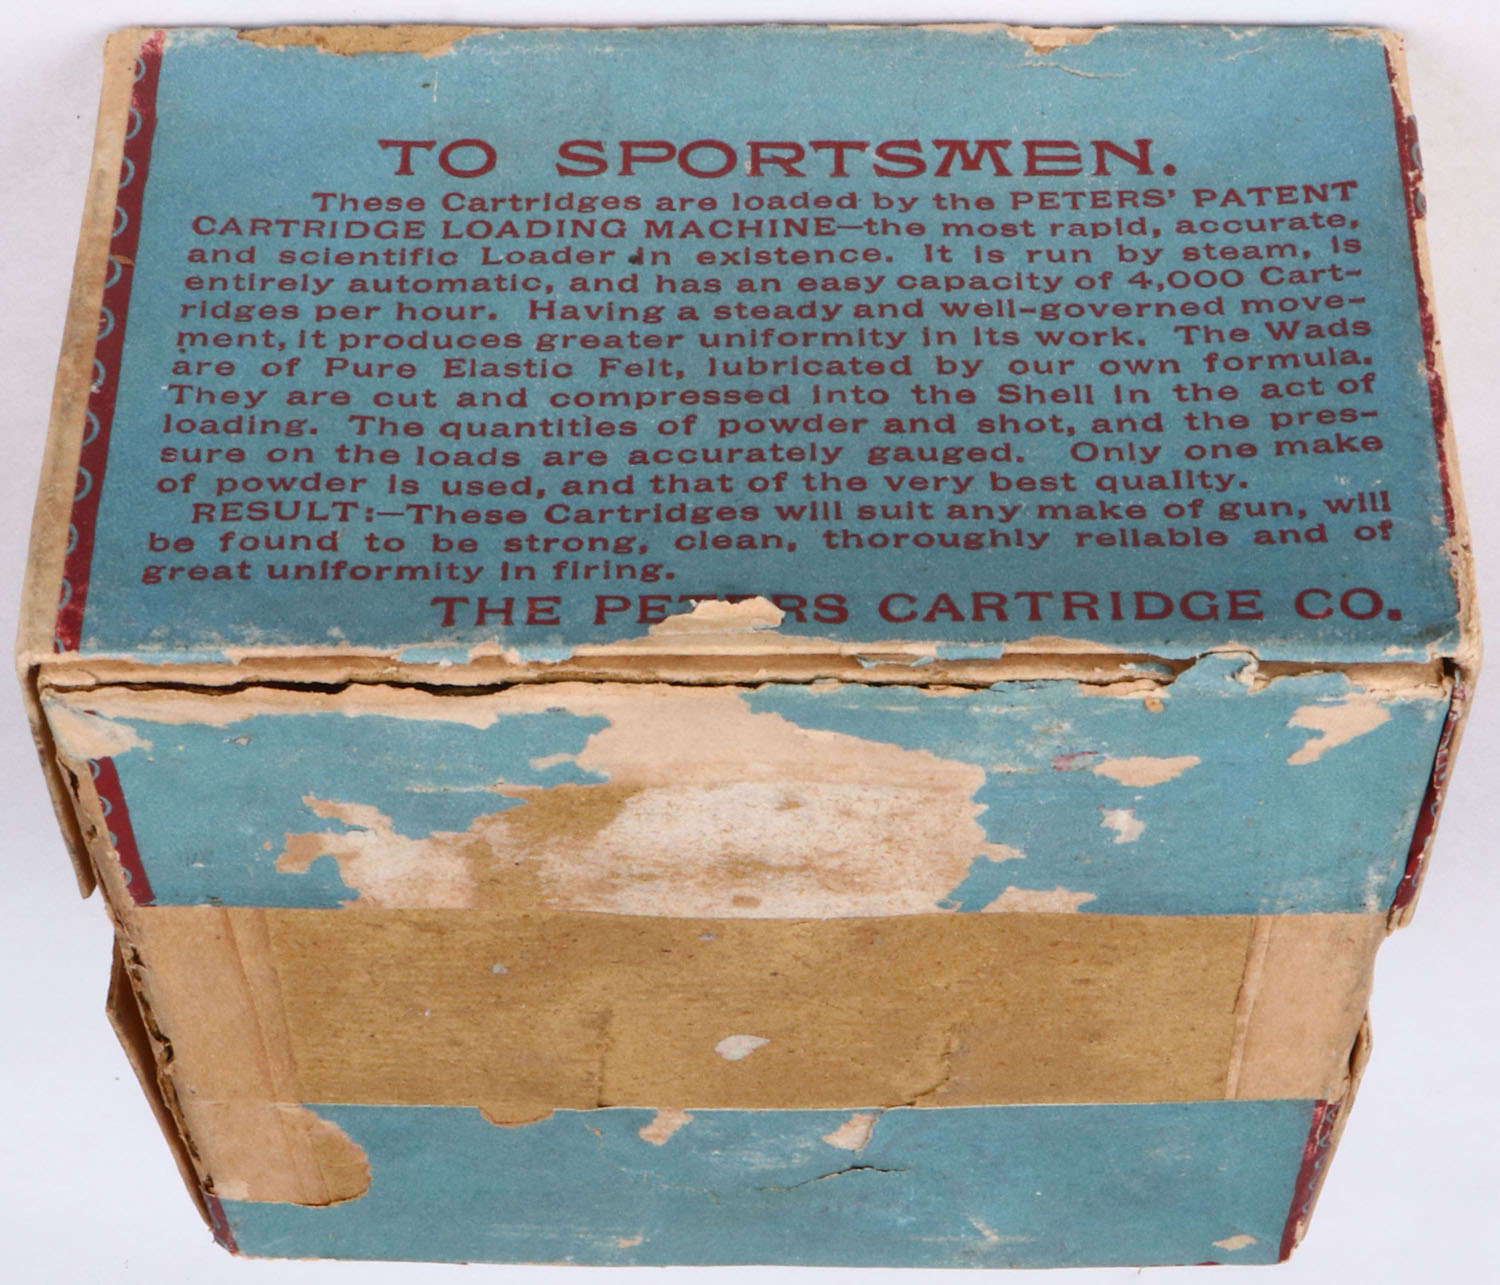 TO SPORTSMEN.
These Cartridges are loaded by the PETERS' PATENT
CARTRIDGE LOADING MACHINE—the most rapid, accurate,
and scientific Loader in existence. It is run by steam, is
entirely automatic, and has an easy capacity of 4,000 Cart-
ridges per hour. Having a steady and well-governed move-
ment, it produces greater uniformity in its work. The Wads
are of Pure Elastic Felt, lubricated by our own formula.
They are cut and compressed into the Shell in the act of
loading. The quantities of powder and shot, and the pres-
sure on the loads are accurately gauged. Only one make
of powder is used, and that of the very best quality.
RESULT:—These Cartridges will suit any make of gun, will
be found to be strong, clean, thoroughly reliable and of
great uniformity in firing.
THE PETERS CARTRIDGE CO.